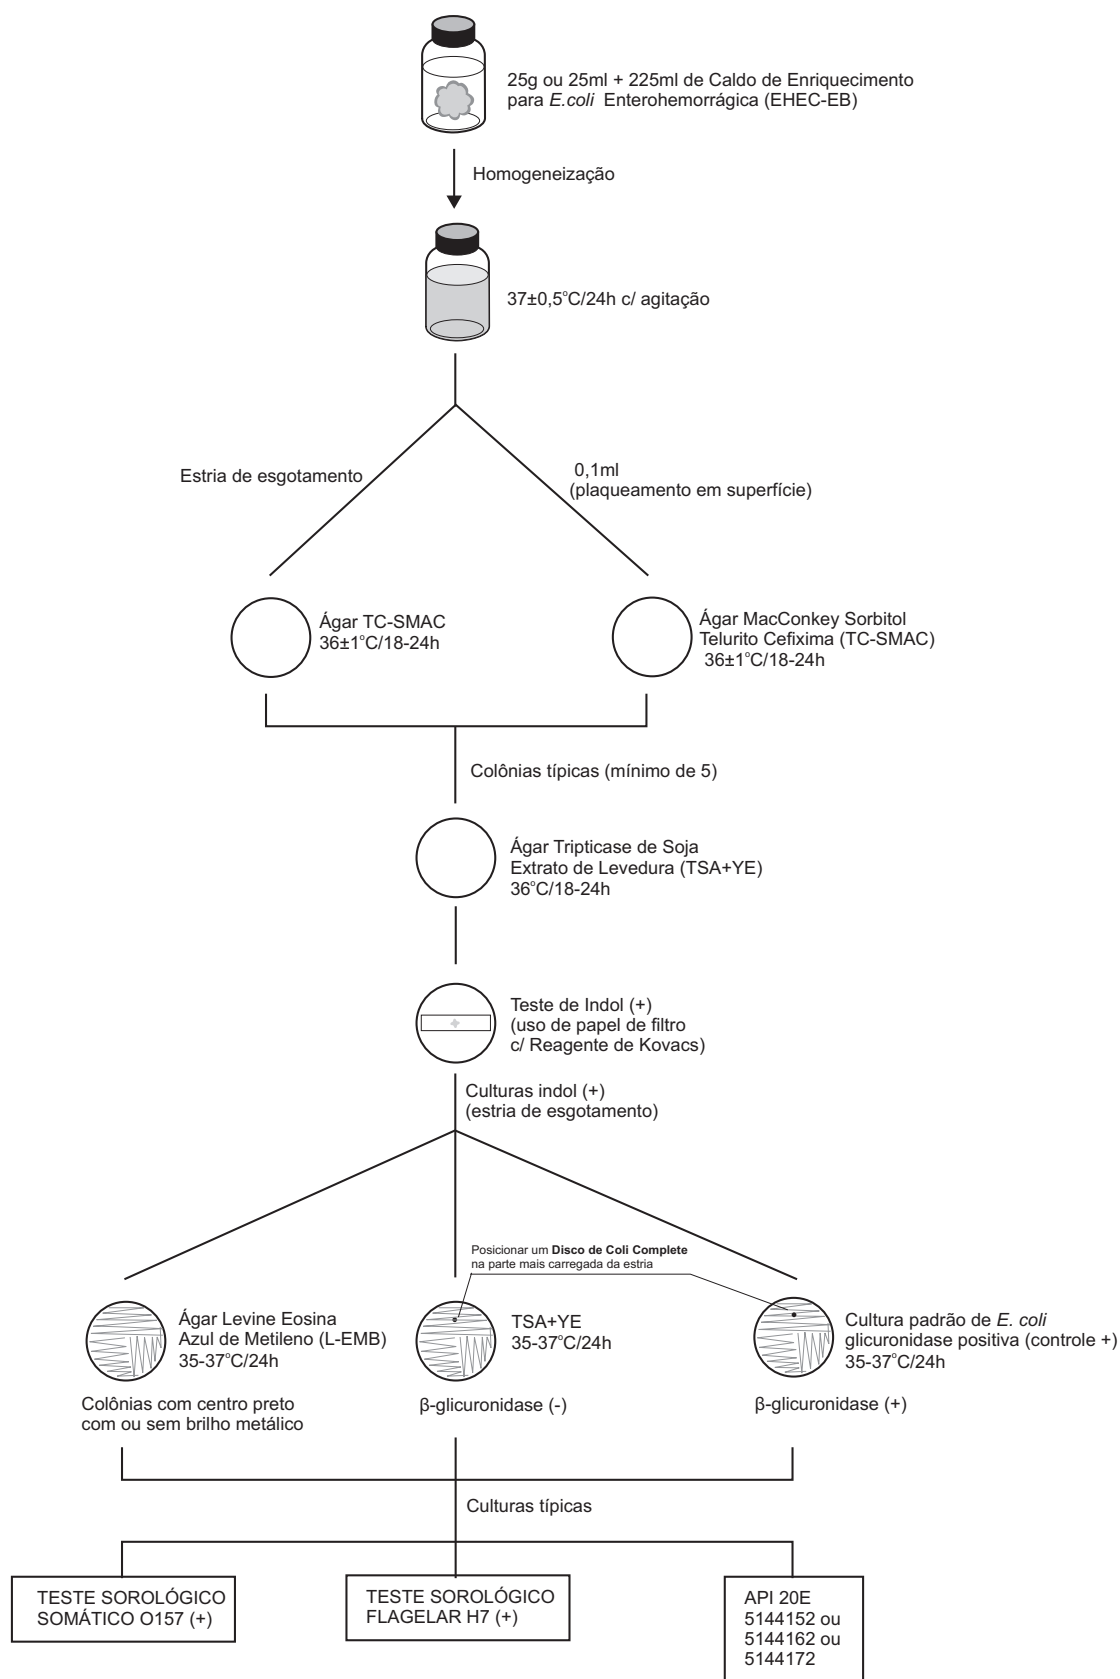 25g ou 25ml + 225ml de Caldo de Enriquecimento
para E.coli Enterohemorrágica (EHEC-EB)
Homogeneização
37±0,5°C/24h c/ agitação
Estria de esgotamento
0,1ml
(plaqueamento em superfície)
Ágar TC-SMAC
36±1°C/18-24h
Ágar MacConkey Sorbitol
Telurito Cefixima (TC-SMAC)
36±1°C/18-24h
Colônias típicas (mínimo de 5)
Ágar Tripticase de Soja
Extrato de Levedura (TSA+YE)
36°C/18-24h
Teste de Indol (+)
(uso de papel de filtro
c/ Reagente de Kovacs)
Culturas indol (+)
(estria de esgotamento)
Posicionar um Disco de Coli Complete
na parte mais carregada da estria
Ágar Levine Eosina
Azul de Metileno (L-EMB)
35-37°C/24h
Colônias com centro preto
com ou sem brilho metálico
TSA+YE
35-37°C/24h
β-glicuronidase (-)
Cultura padrão de E. coli
glicuronidase positiva (controle +)
35-37°C/24h
β-glicuronidase (+)
Culturas típicas
TESTE SOROLÓGICO
SOMÁTICO O157 (+)
TESTE SOROLÓGICO
FLAGELAR H7 (+)
API 20E
5144152 ou
5144162 ou
5144172